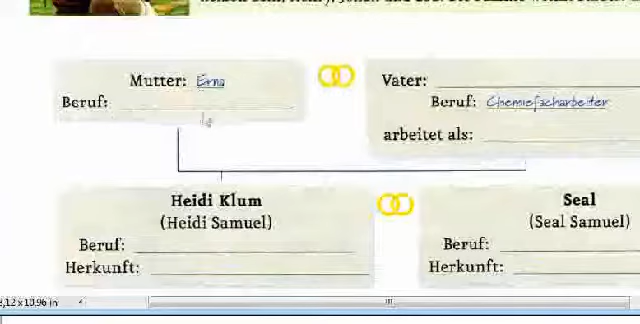 Mutter: Erna
Beruf:
Vater:
Beruf: Chemiefacharbeiter
arbeitet als:
Heidi Klum
(Heidi Samuel)
Beruf:
Herkunft:
Seal
(Seal Samuel)
Beruf:
Herkunft: